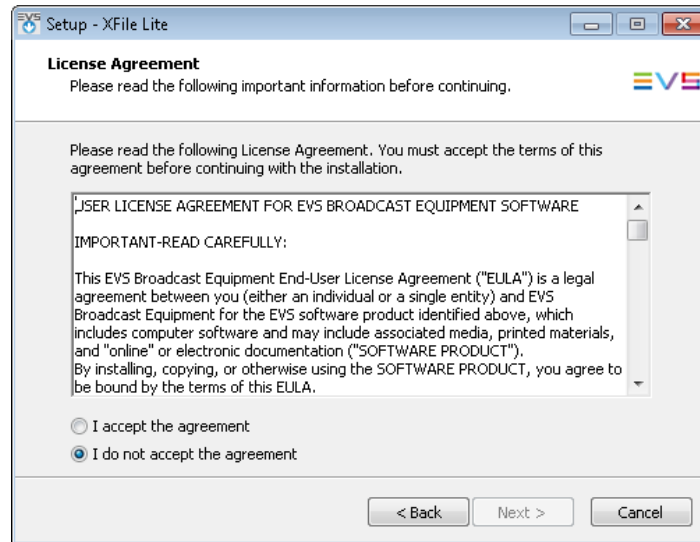 EVS
Setup - XFile Lite
License Agreement
Please read the following important information before continuing.
EVS
Please read the following License Agreement. You must accept the terms of this
agreement before continuing with the installation.
USER LICENSE AGREEMENT FOR EVS BROADCAST EQUIPMENT SOFTWARE
IMPORTANT-READ CAREFULLY:
This EVS Broadcast Equipment End-User License Agreement ("EULA") is a legal
agreement between you (either an individual or a single entity) and EVS
Broadcast Equipment for the EVS software product identified above, which
includes computer software and may include associated media, printed materials,
and "online" or electronic documentation ("SOFTWARE PRODUCT").
By installing, copying, or otherwise using the SOFTWARE PRODUCT, you agree to
be bound by the terms of this EULA.
I accept the agreement
I do not accept the agreement
< Back
Next >
Cancel